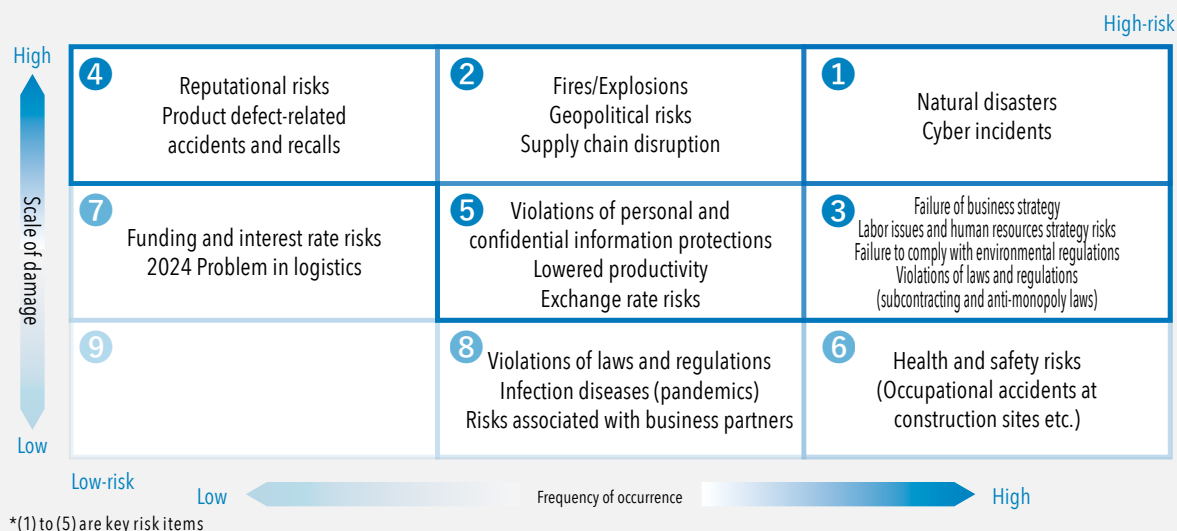 High-risk
High
4
Reputational risks
Product defect-related
accidents and recalls
2
Fires/Explosions
Geopolitical risks
Supply chain disruption
1
Natural disasters
Cyber incidents
Scale of damage
7
Funding and interest rate risks
2024 Problem in logistics
5
Violations of personal and
confidential information protections
Lowered productivity
Exchange rate risks
3
Failure of business strategy
Labor issues and human resources strategy risks
Failure to comply with environmental regulations
Violations of laws and regulations
(subcontracting and anti-monopoly laws)
9
8
Violations of laws and regulations
Infection diseases (pandemics)
Risks associated with business partners
6
Health and safety risks
(Occupational accidents at
construction sites etc.)
Low
Low-risk
Low
Frequency of occurrence
High
*(1) to (5) are key risk items